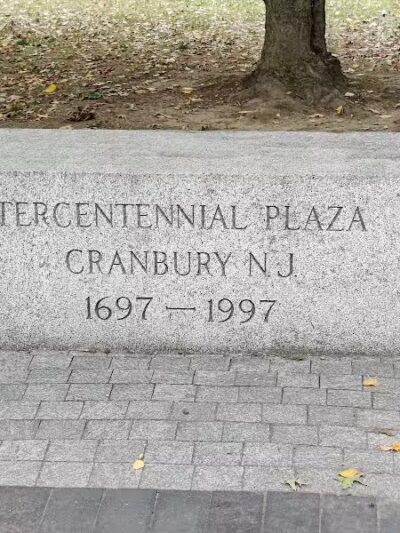 TERCENTENNIAL PLAZA
CRANBURY N.J.
1697 — 1997